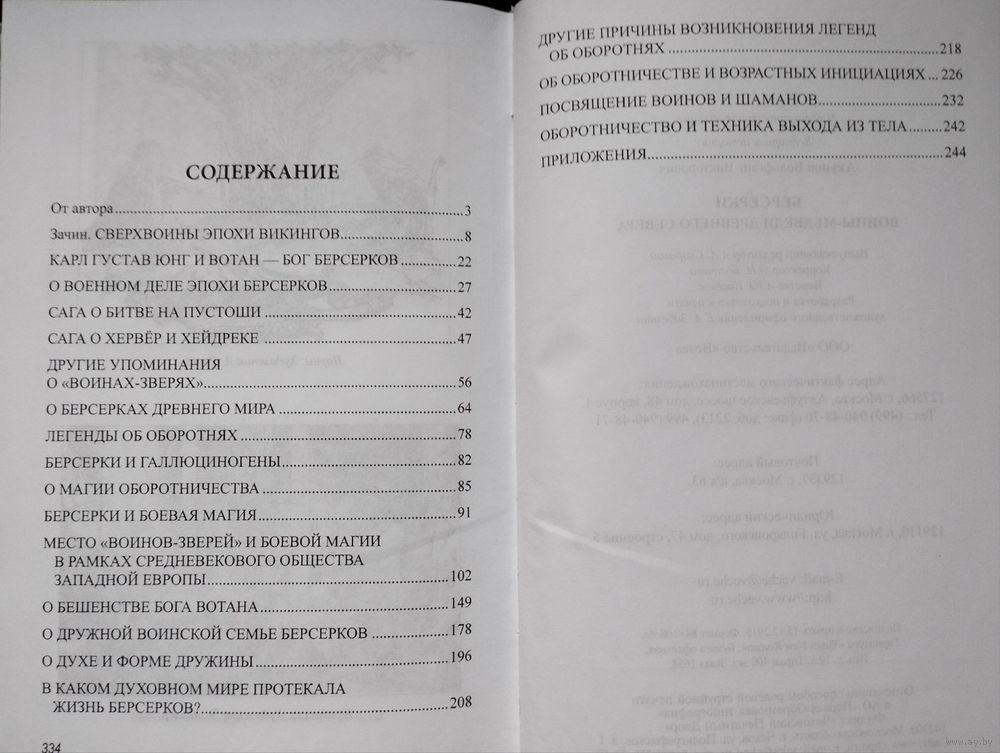 СОДЕРЖАНИЕ
От автора 3
Зачин. СВЕРХВОИНЫ ЭПОХИ ВИКИНГОВ 8
КАРЛ ГУСТАВ ЮНГ И ВОТАН — БОГ БЕРСЕРКОВ 22
О ВОЕННОМ ДЕЛЕ ЭПОХИ БЕРСЕРКОВ 27
САГА О БИТВЕ НА ПУСТОШИ 42
САГА О ХЕРВЁР И ХЕЙДРЕКЕ 47
ДРУГИЕ УПОМИНАНИЯ
О «ВОИНАХ-ЗВЕРЯХ» 56
О БЕРСЕРКАХ ДРЕВНЕГО МИРА 64
ЛЕГЕНДЫ ОБ ОБОРОТНЯХ 78
БЕРСЕРКИ И ГАЛЛЮЦИНОГЕНЫ 82
О МАГИИ ОБОРОТНИЧЕСТВА 85
БЕРСЕРКИ И БОЕВАЯ МАГИЯ 91
МЕСТО «ВОИНОВ-ЗВЕРЕЙ» И БОЕВОЙ МАГИИ
В РАМКАХ СРЕДНЕВЕКОВОГО ОБЩЕСТВА
ЗАПАДНОЙ ЕВРОПЫ 102
О БЕШЕНСТВЕ БОГА ВОТАНА 149
О ДРУЖНОЙ ВОИНСКОЙ СЕМЬЕ БЕРСЕРКОВ 178
О ДУХЕ И ФОРМЕ ДРУЖИНЫ 196
В КАКОМ ДУХОВНОМ МИРЕ ПРОТЕКАЛА
ЖИЗНЬ БЕРСЕРКОВ? 208
334
ДРУГИЕ ПРИЧИНЫ ВОЗНИКНОВЕНИЯ ЛЕГЕНД
ОБ ОБОРОТНЯХ 218
ОБ ОБОРОТНИЧЕСТВЕ И ВОЗРАСТНЫХ ИНИЦИАЦИЯХ 226
ПОСВЯЩЕНИЕ ВОИНОВ И ШАМАНОВ 232
ОБОРОТНИЧЕСТВО И ТЕХНИКА ВЫХОДА ИЗ ТЕЛА 242
ПРИЛОЖЕНИЯ 244
www.ay.by